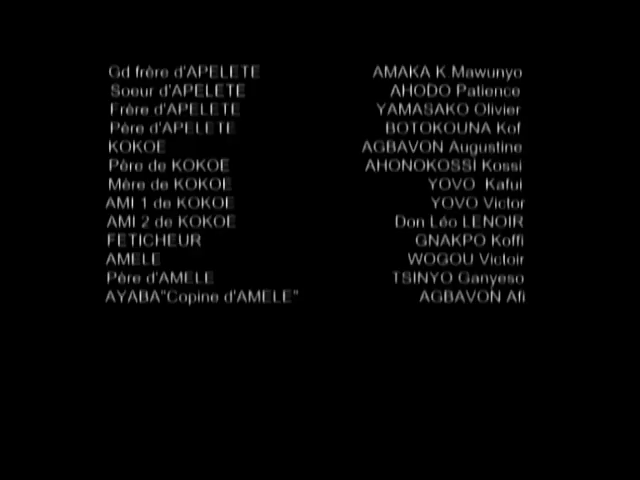 Gd frère d'APELETE AMAKA K.Mawunyo
Soeur d'APELETE AHODO Patience
Frère d'APELETE YAMASAKO Olivier
Père d'APELETE BOTOKOUNA Kof
KOKOE AGBAVON Augustine
Père de KOKOE AHONOKOSSI Kossi
Mère de KOKOE YOVO Kafui
AMI 1 de KOKOE YOVO Victor
AMI 2 de KOKOE Don Léo LENOIR
FETICHEUR GNAKPO Koffi
AMELE WOGOU Victoir
Père d'AMELE TSINYO Ganyeso
AYABA"Copine d'AMELE" AGBAVON Afi